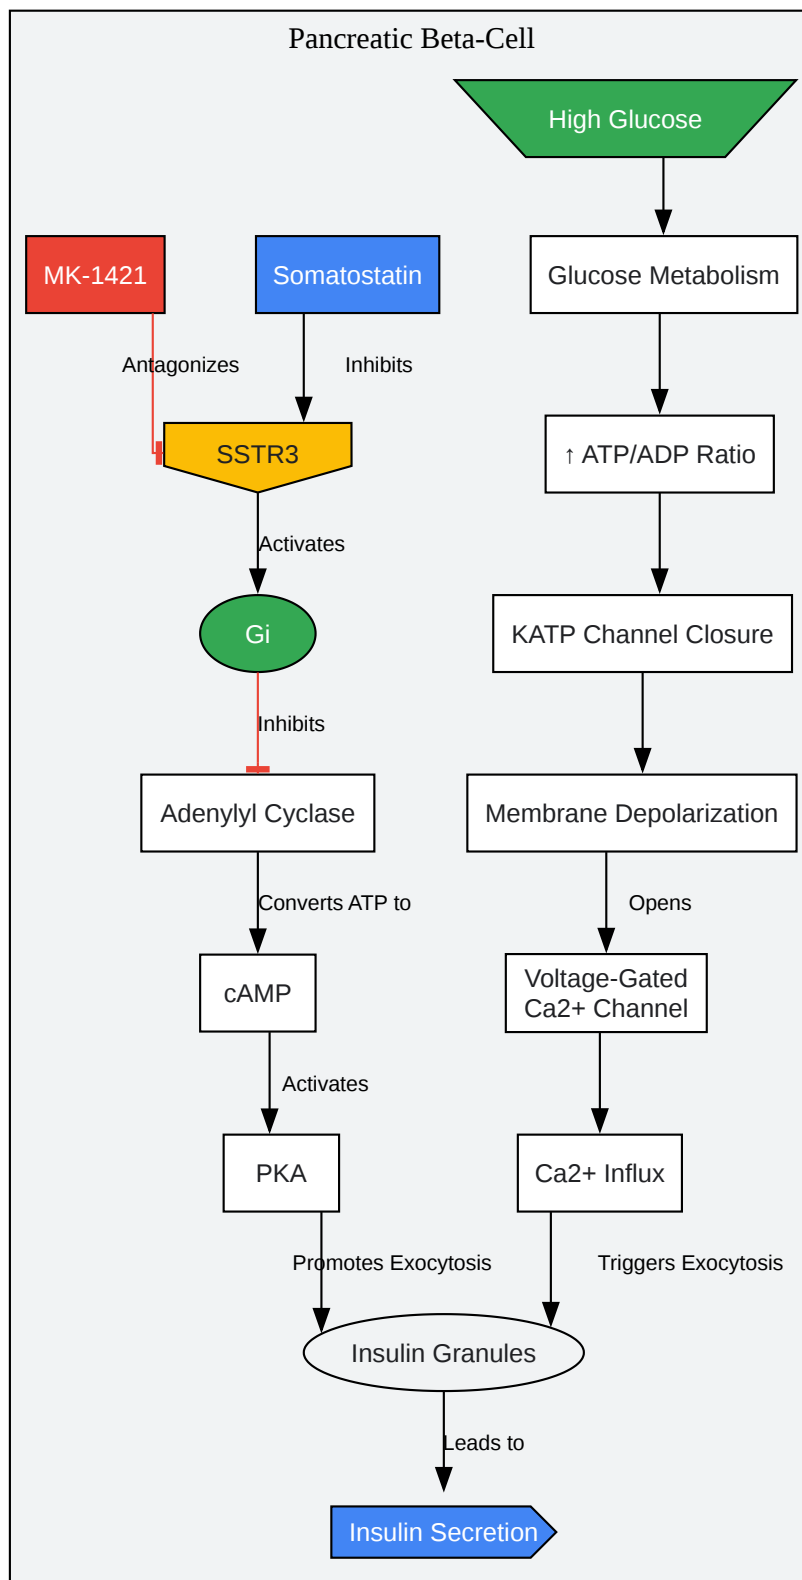 Pancreatic Beta-Cell
High Glucose
MK-1421
Somatostatin
Glucose Metabolism
Antagonizes
Inhibits
SSTR3
↑ ATP/ADP Ratio
Activates
Gi
KATP Channel Closure
Inhibits
Adenylyl Cyclase
Membrane Depolarization
Converts ATP to
Opens
cAMP
Voltage-Gated
Ca2+ Channel
Activates
PKA
Ca2+ Influx
Promotes Exocytosis
Triggers Exocytosis
Insulin Granules
Leads to
Insulin Secretion